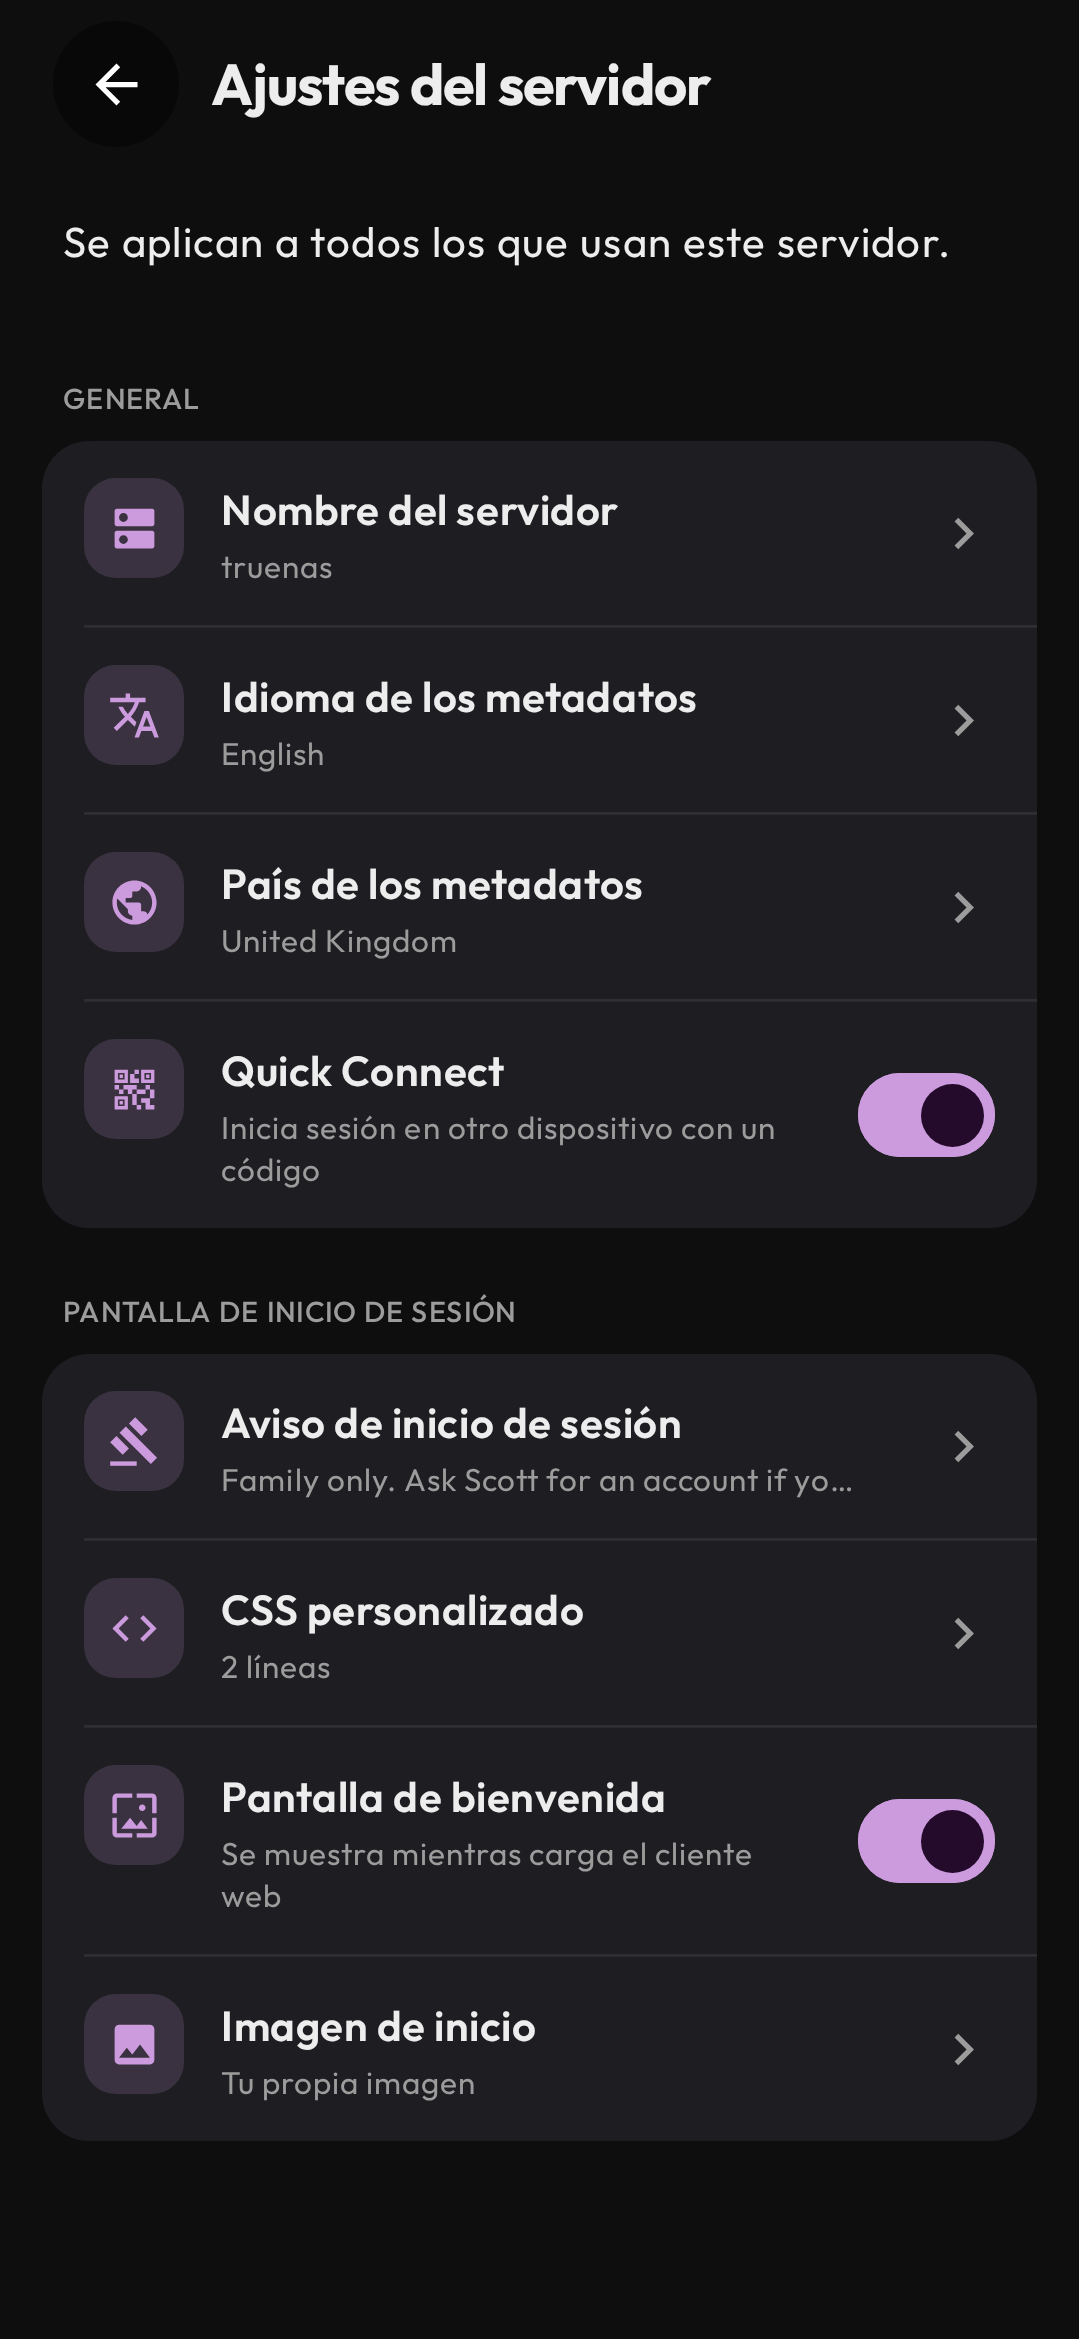 Ajustes del servidor
Se aplican a todos los que usan este servidor.
GENERAL
Nombre del servidor
truenas
Idioma de los metadatos
English
País de los metadatos
United Kingdom
Quick Connect
Inicia sesión en otro dispositivo con un
código
PANTALLA DE INICIO DE SESIÓN
Aviso de inicio de sesión
Family only. Ask Scott for an account if yo...
CSS personalizado
2 líneas
Pantalla de bienvenida
Se muestra mientras carga el cliente
web
Imagen de inicio
Tu propia imagen